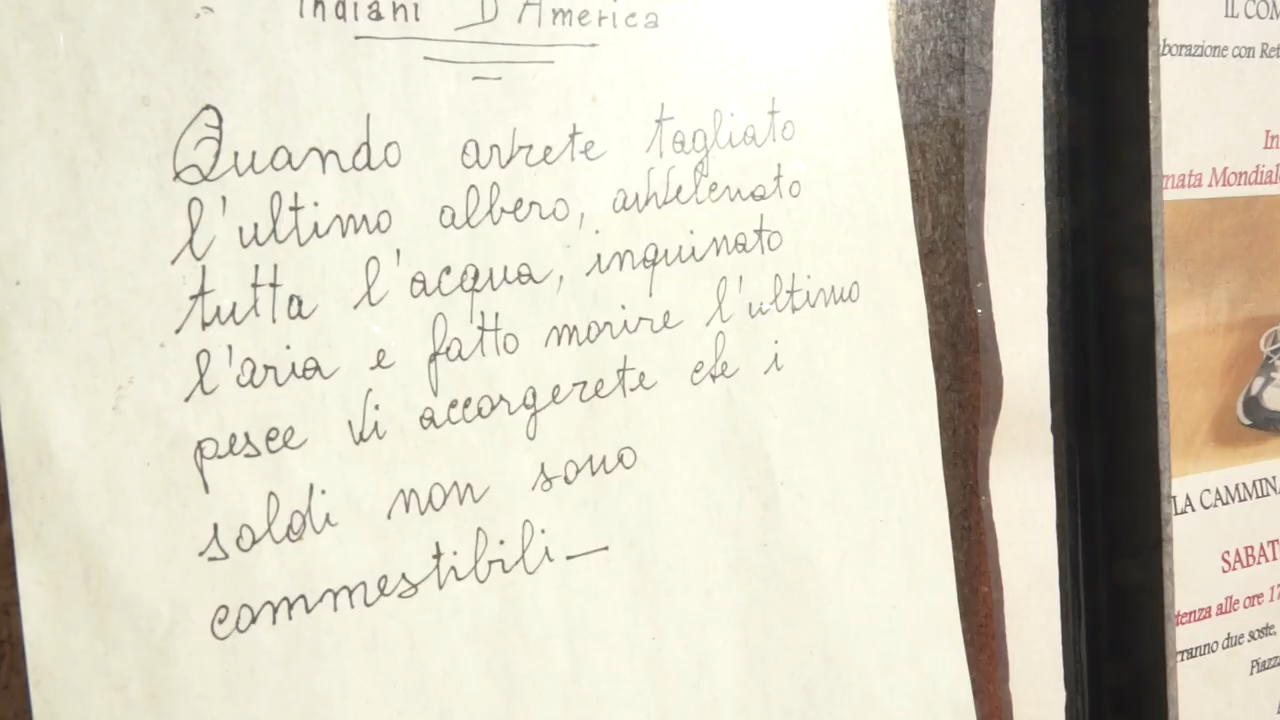 Indiani D'America
Quando avrete tagliato
l'ultimo albero, avvelenato
tutta l'acqua, inquinato
l'aria e fatto morire l'ultimo
pesce vi accorgerete che i
soldi non sono
commestibili_
IL COM
borazione con Ret
In
nata Mondial
LA CAMMINA
SABAT
tenza alle ore 17
rranno due soste,
Piazz